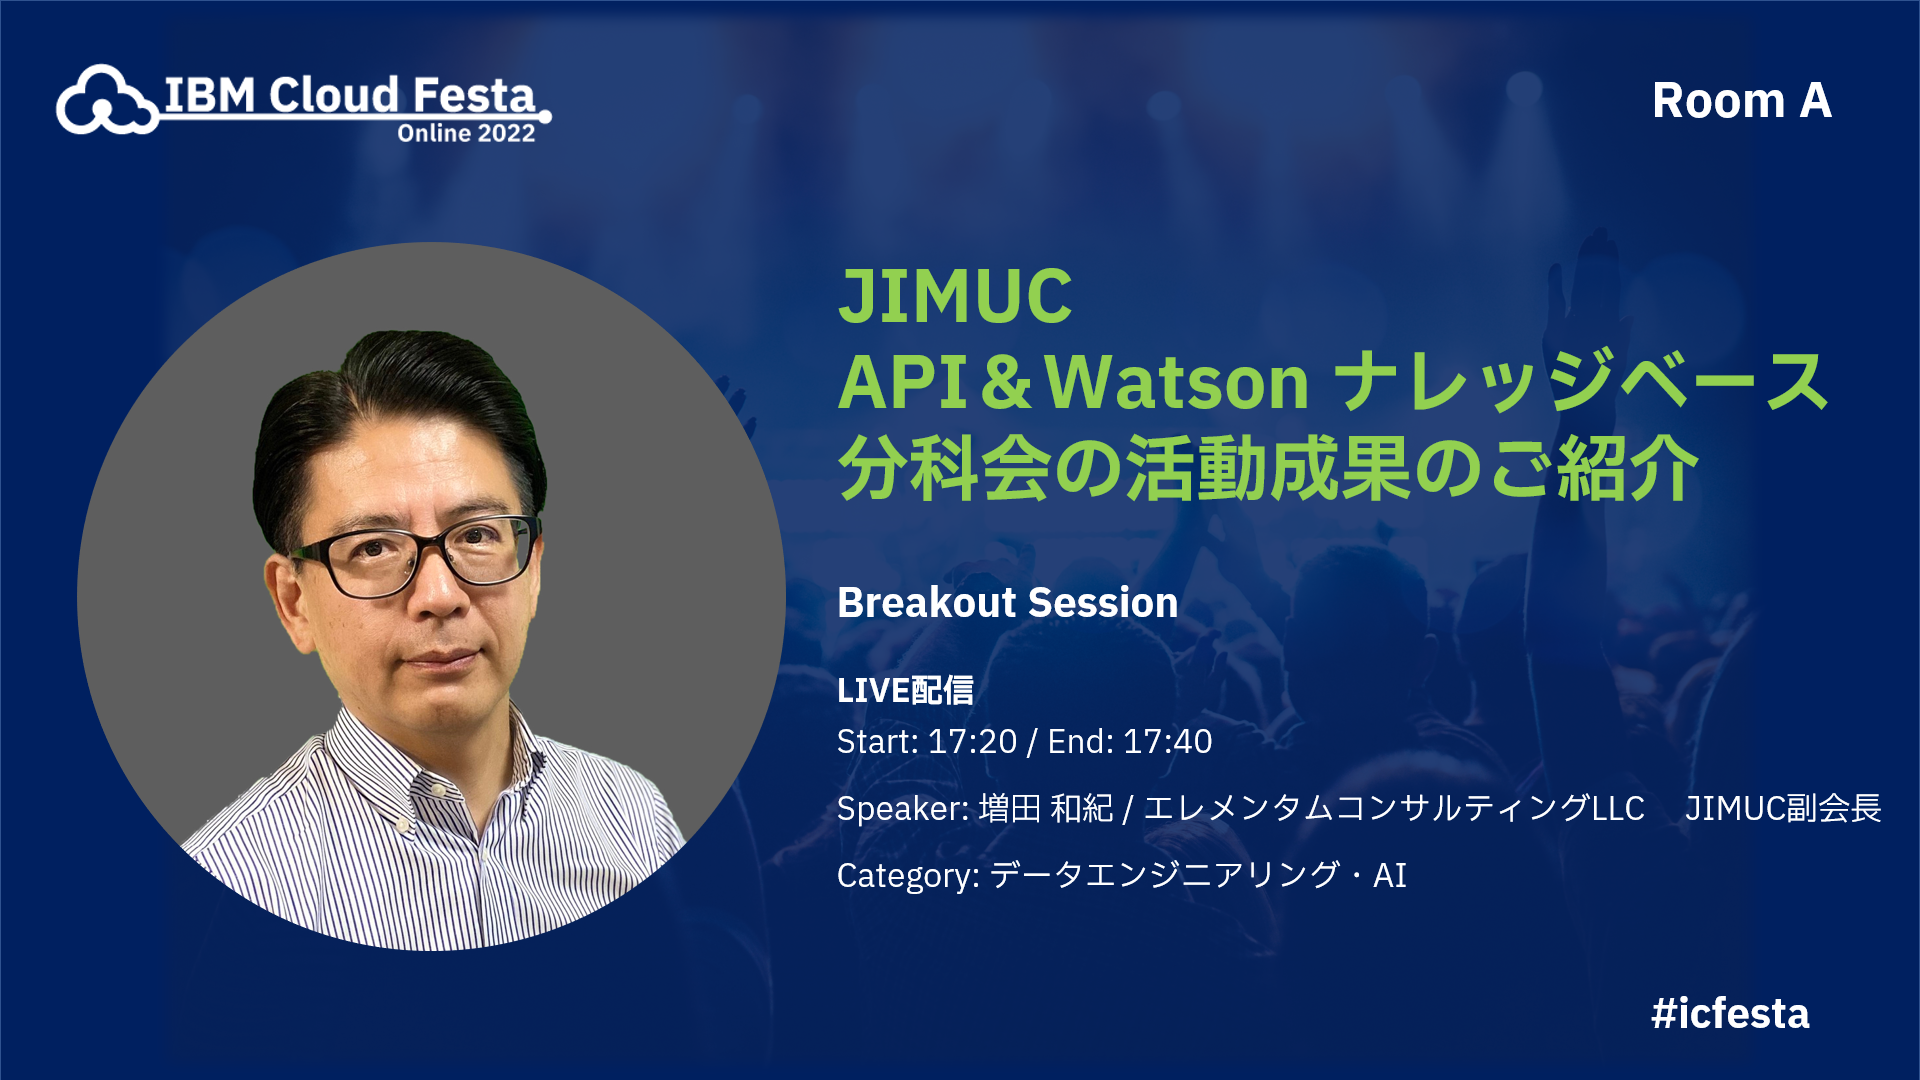 IBM Cloud Festa
Online 2022
Room A
JIMUC
API＆Watson ナレッジベース
分科会の活動成果のご紹介
Breakout Session
LIVE配信
Start: 17:20 / End: 17:40
Speaker: 増田 和紀 / エレメンタムコンサルティングLLC　JIMUC副会長
Category: データエンジニアリング・AI
#icfesta